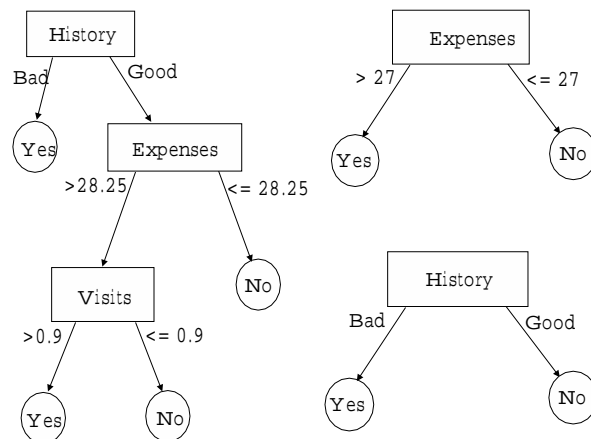 History
Bad
Good
Yes
Expenses
>28.25
<= 28.25
No
Visits
>0.9
<= 0.9
Yes
No
Expenses
> 27
<= 27
Yes
No
History
Bad
Good
Yes
No